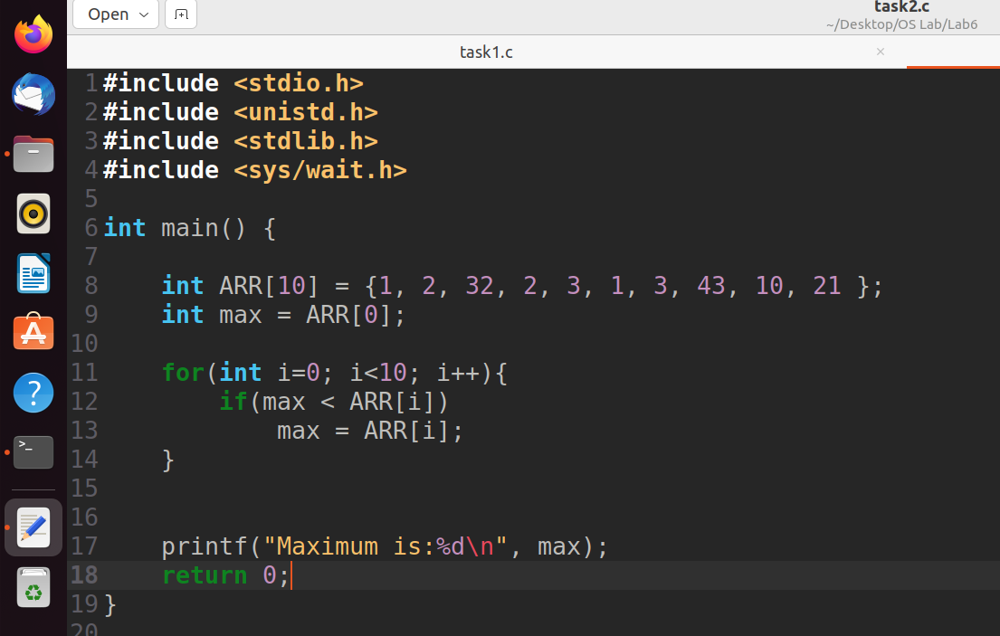 Open
task2.c
~/Desktop/OS Lab/Lab6
task1.c
×
1 #include <stdio.h>
2 #include <unistd.h>
3 #include <stdlib.h>
4 #include <sys/wait.h>
5
6 int main() {
7
8     int ARR[10] = {1, 2, 32, 2, 3, 1, 3, 43, 10, 21 };
9     int max = ARR[0];
10
11     for(int i=0; i<10; i++){
12         if(max < ARR[i])
13             max = ARR[i];
14     }
15
16
17     printf("Maximum is:%d\n", max);
18     return 0;
19 }
20